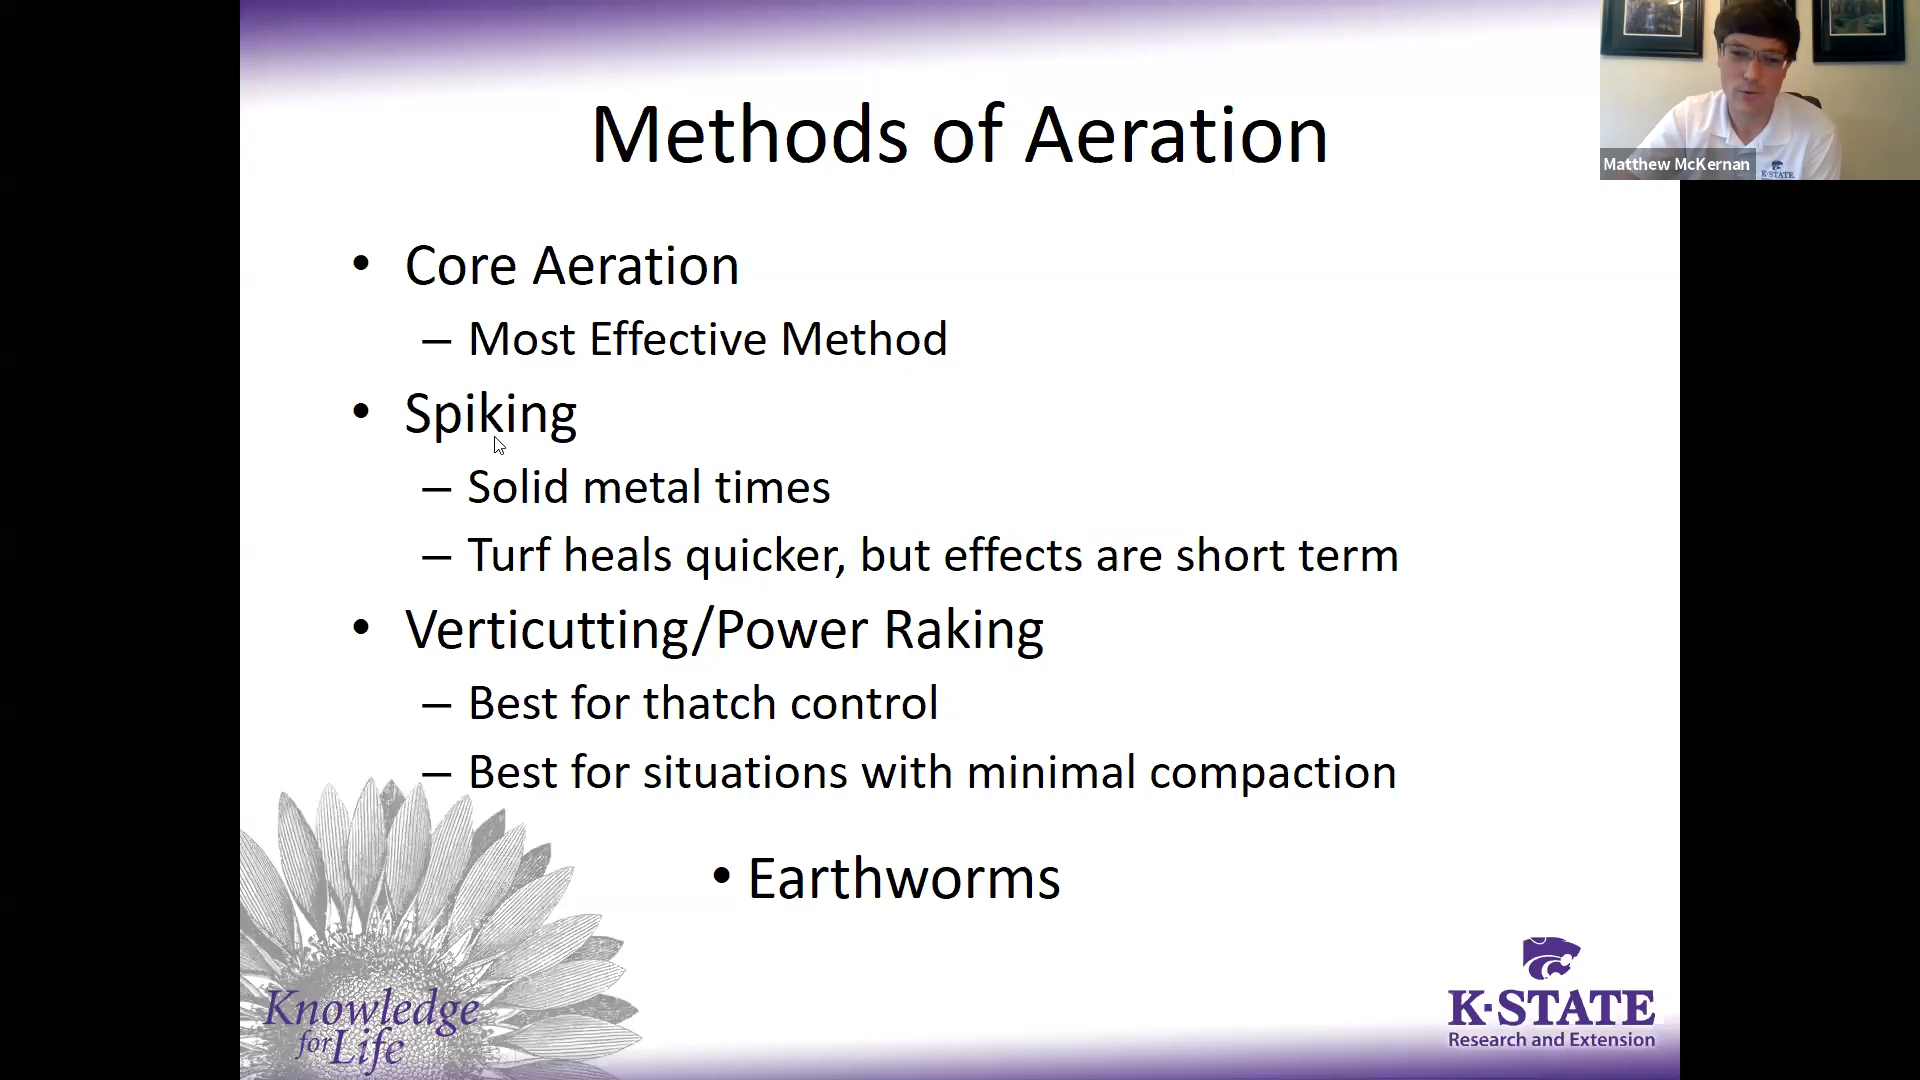 Methods of Aeration
Matthew McKernan
K-STATE
• Core Aeration
– Most Effective Method
• Spiking
– Solid metal times
– Turf heals quicker, but effects are short term
• Verticutting/Power Raking
– Best for thatch control
– Best for situations with minimal compaction
• Earthworms
Knowledge
for Life
K-STATE
Research and Extension